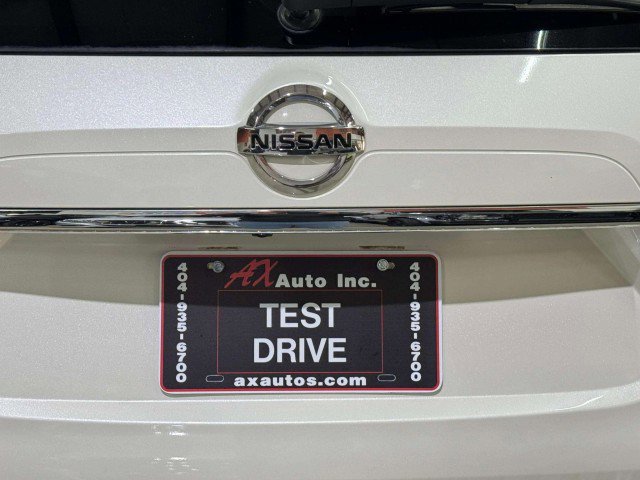 NISSAN
AX Auto Inc.
404-935-6700
TEST
DRIVE
404-935-6700
axautos.com